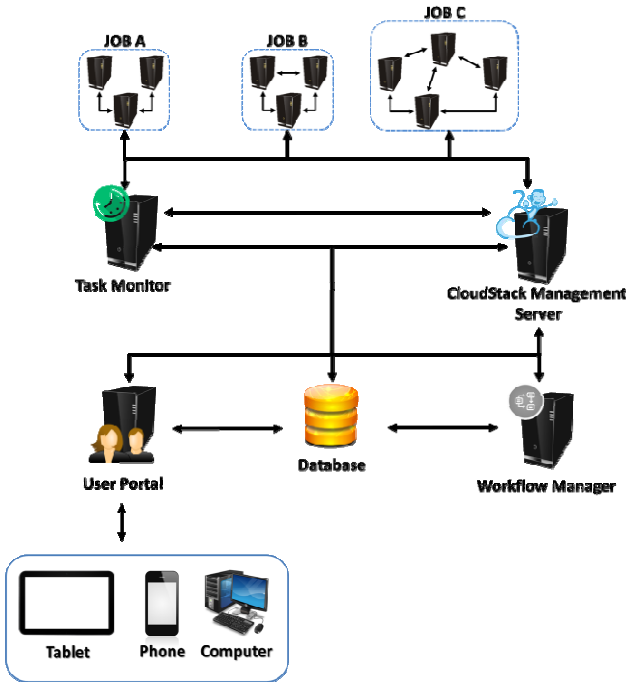 JOB A
JOB B
JOB C
Task Monitor
CloudStack Management
Server
User Portal
Database
Workflow Manager
Tablet
Phone
Computer